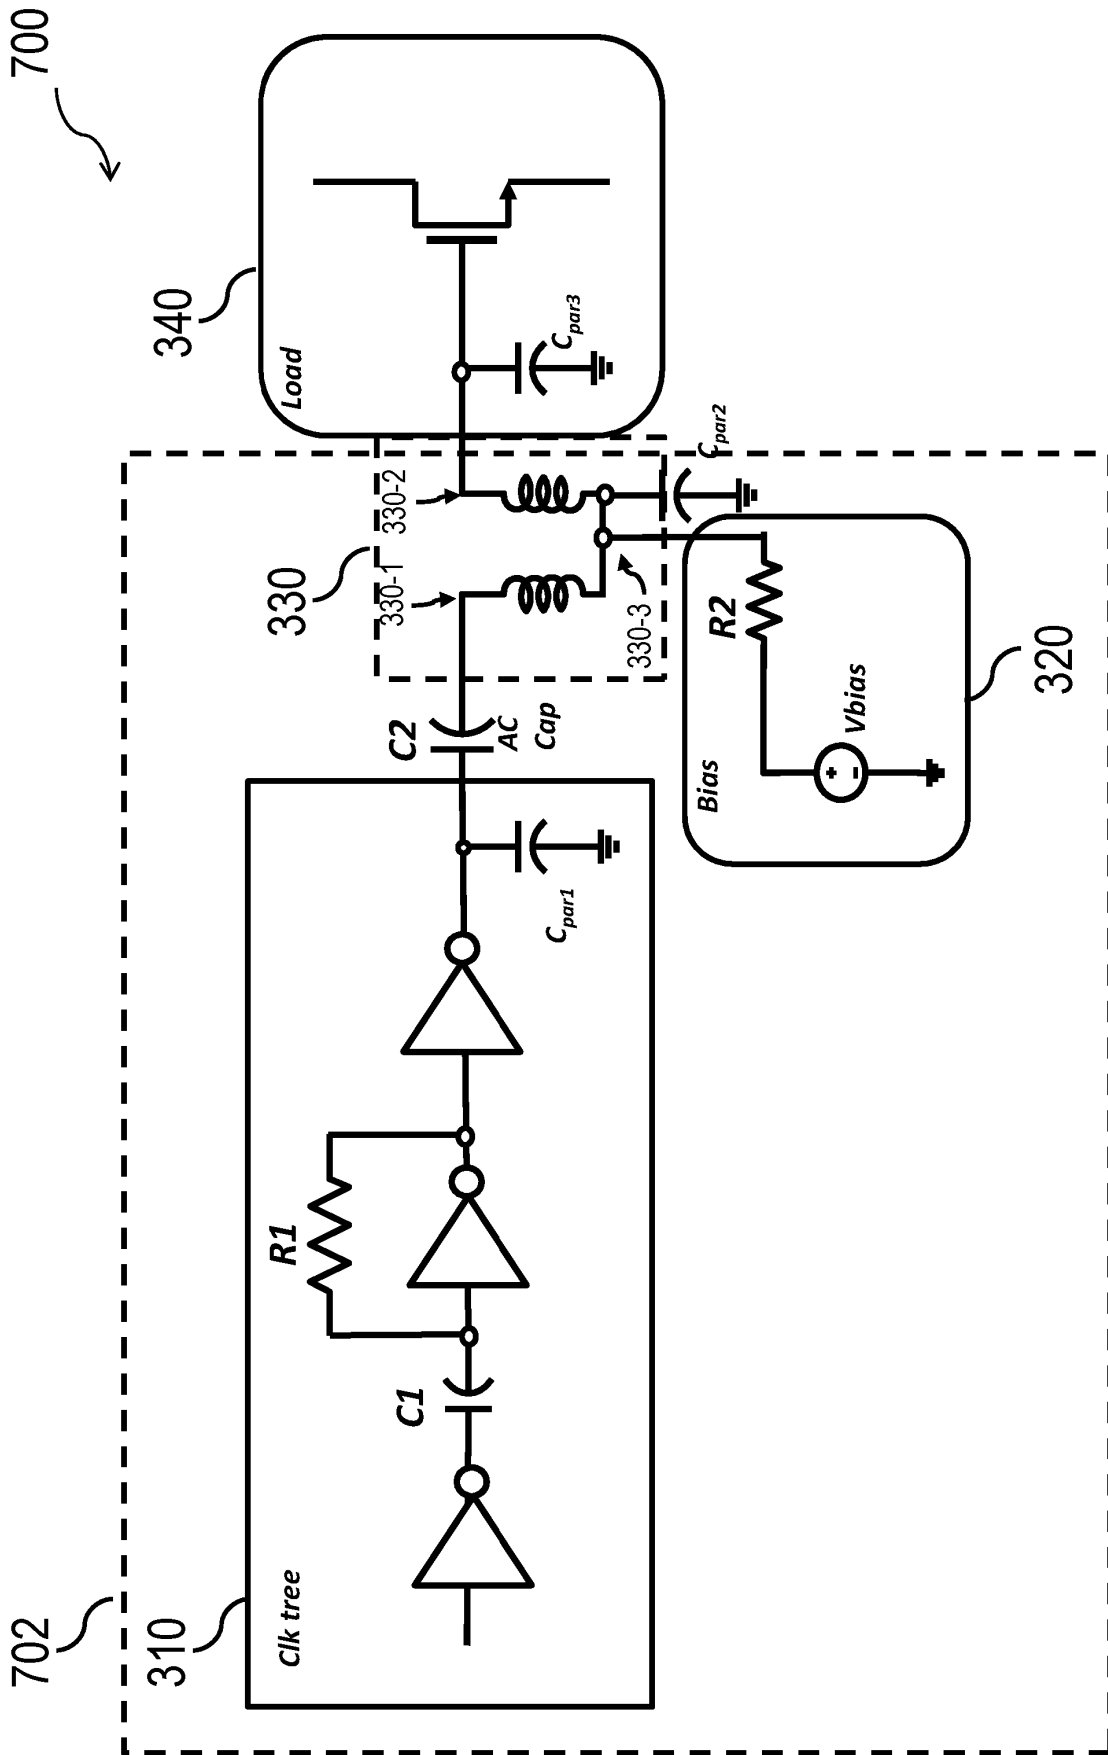 700
702
310
Clk tree
C1
R1
C_par1
C2
AC
Cap
330
330-1
330-2
330-3
340
Load
C_par3
C_par2
Bias
R2
Vbias
+
-
320